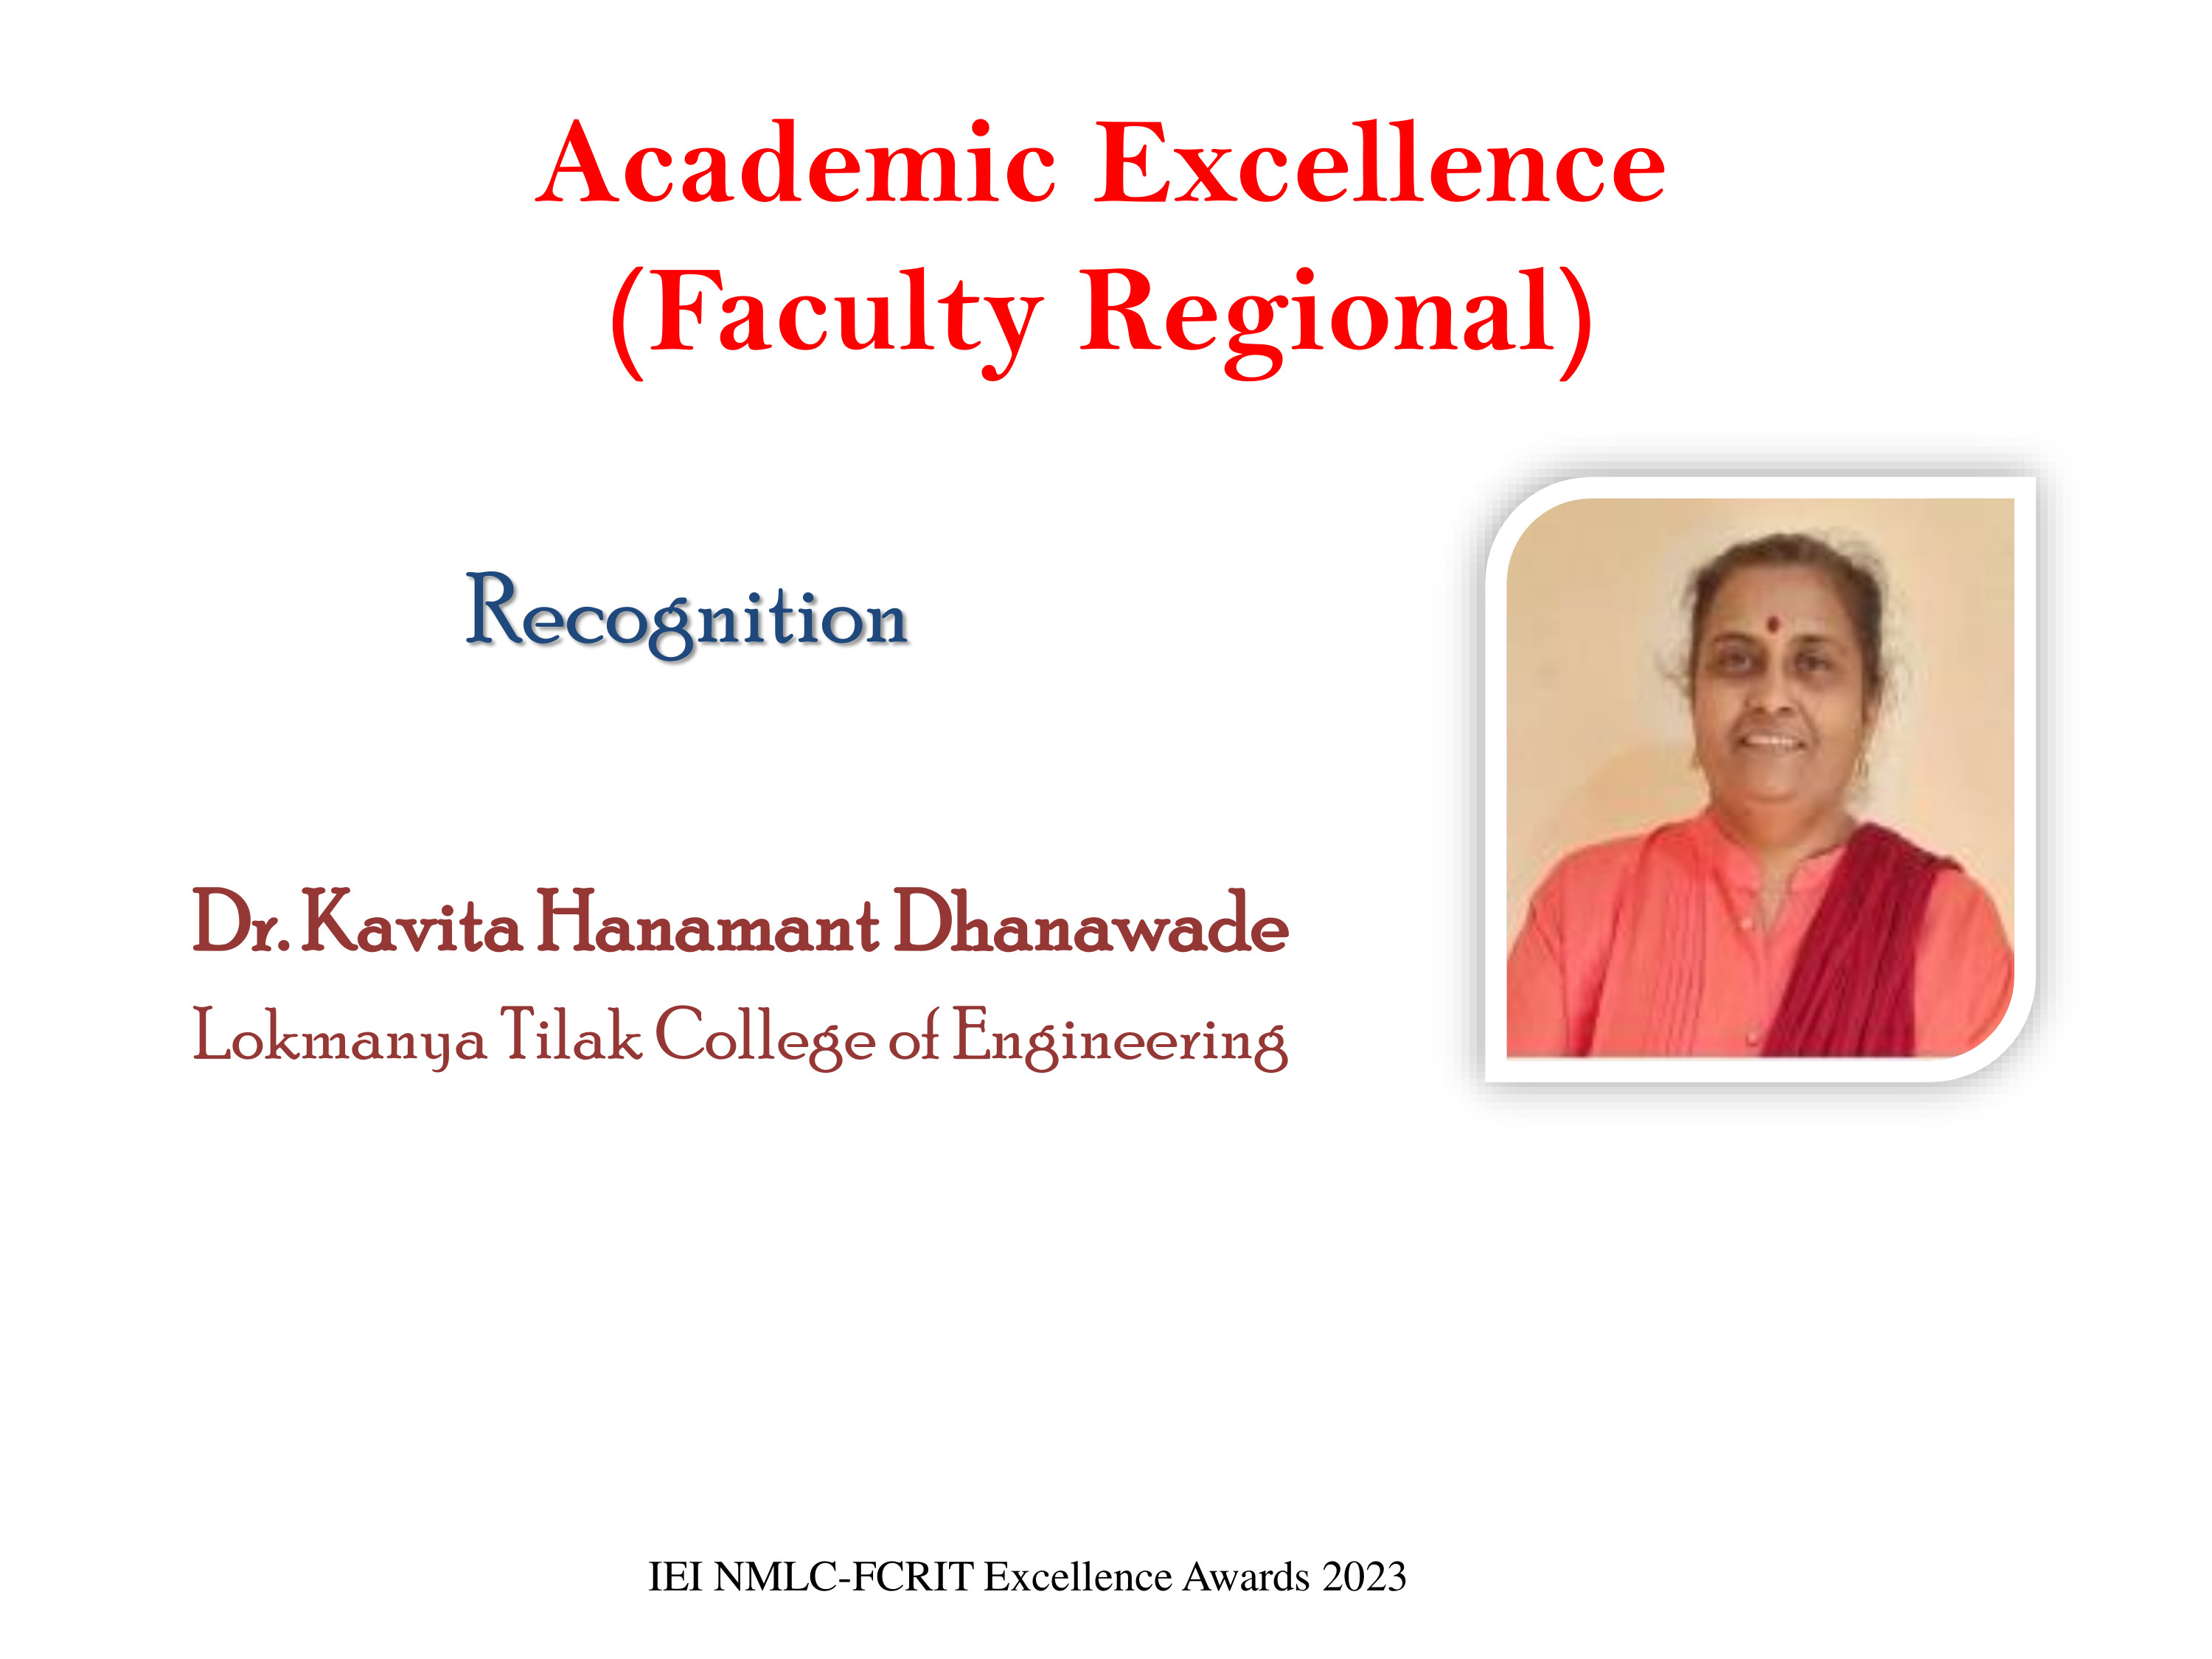 Academic Excellence
(Faculty Regional)
Recognition
Dr. Kavita Hanamant Dhanawade
Lokmanya Tilak College of Engineering
IEI NMLC-FCRIT Excellence Awards 2023